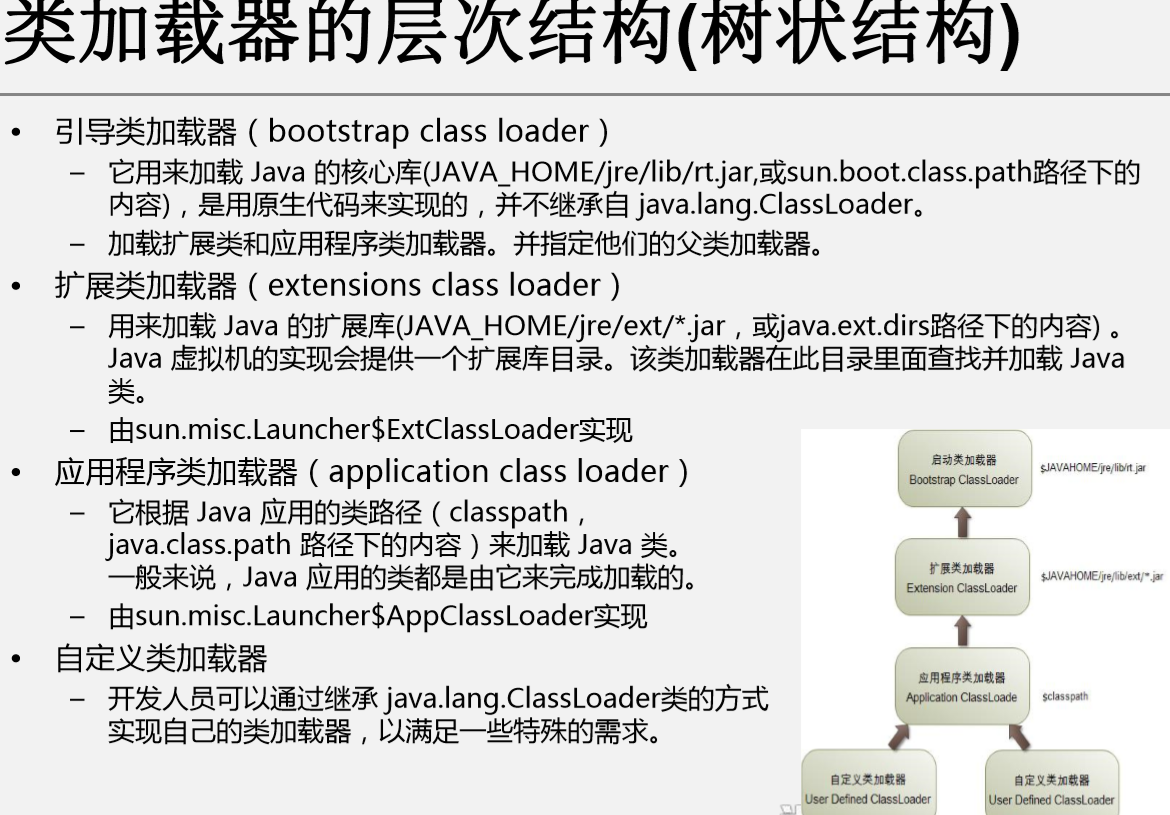 类加载器的层次结构(树状结构)
• 引导类加载器（bootstrap class loader）
– 它用来加载 Java 的核心库(JAVA_HOME/jre/lib/rt.jar,或sun.boot.class.path路径下的
内容)，是用原生代码来实现的，并不继承自 java.lang.ClassLoader。
– 加载扩展类和应用程序类加载器。并指定他们的父类加载器。
• 扩展类加载器（extensions class loader）
– 用来加载 Java 的扩展库(JAVA_HOME/jre/ext/*.jar，或java.ext.dirs路径下的内容) 。
Java 虚拟机的实现会提供一个扩展库目录。该类加载器在此目录里面查找并加载 Java
类。
– 由sun.misc.Launcher$ExtClassLoader实现
• 应用程序类加载器（application class loader）
– 它根据 Java 应用的类路径（classpath，
java.class.path 路径下的内容）来加载 Java 类。
一般来说，Java 应用的类都是由它来完成加载的。
– 由sun.misc.Launcher$AppClassLoader实现
• 自定义类加载器
– 开发人员可以通过继承 java.lang.ClassLoader类的方式
实现自己的类加载器，以满足一些特殊的需求。
启动类加载器
Bootstrap ClassLoader
$JAVAHOME/jre/lib/rt.jar
扩展类加载器
Extension ClassLoader
$JAVAHOME/jre/lib/ext/*.jar
应用程序类加载器
Application ClassLoade
$classpath
自定义类加载器
User Defined ClassLoader
自定义类加载器
User Defined ClassLoader